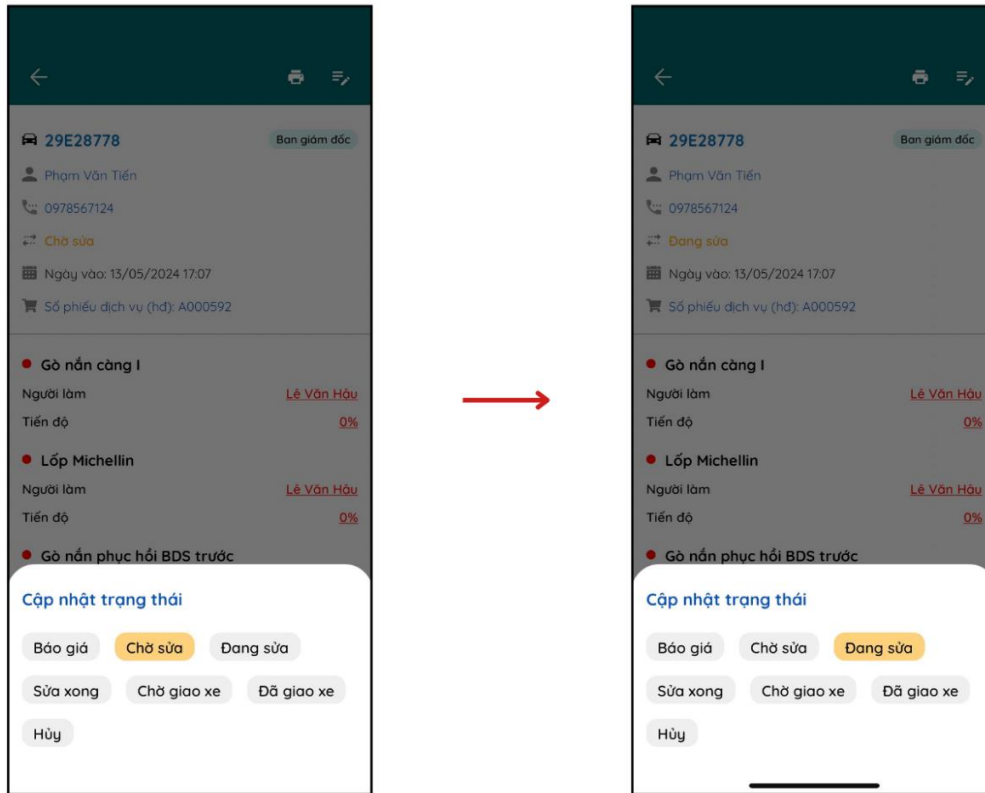 29E28778 Ban giám đốc
Phạm Văn Tiến
0978567124
Chờ sửa
Ngày vào: 13/05/2024 17:07
Số phiếu dịch vụ (hđ): A000592
Gò nắn càng I
Người làm Lê Văn Hậu
Tiến độ 0%
Lốp Michellin
Người làm Lê Văn Hậu
Tiến độ 0%
Gò nắn phục hồi BDS trước
Cập nhật trạng thái
Báo giá Chờ sửa Đang sửa
Sửa xong Chờ giao xe Đã giao xe
Hủy
29E28778 Ban giám đốc
Phạm Văn Tiến
0978567124
Đang sửa
Ngày vào: 13/05/2024 17:07
Số phiếu dịch vụ (hđ): A000592
Gò nắn càng I
Người làm Lê Văn Hậu
Tiến độ 0%
Lốp Michellin
Người làm Lê Văn Hậu
Tiến độ 0%
Gò nắn phục hồi BDS trước
Cập nhật trạng thái
Báo giá Chờ sửa Đang sửa
Sửa xong Chờ giao xe Đã giao xe
Hủy